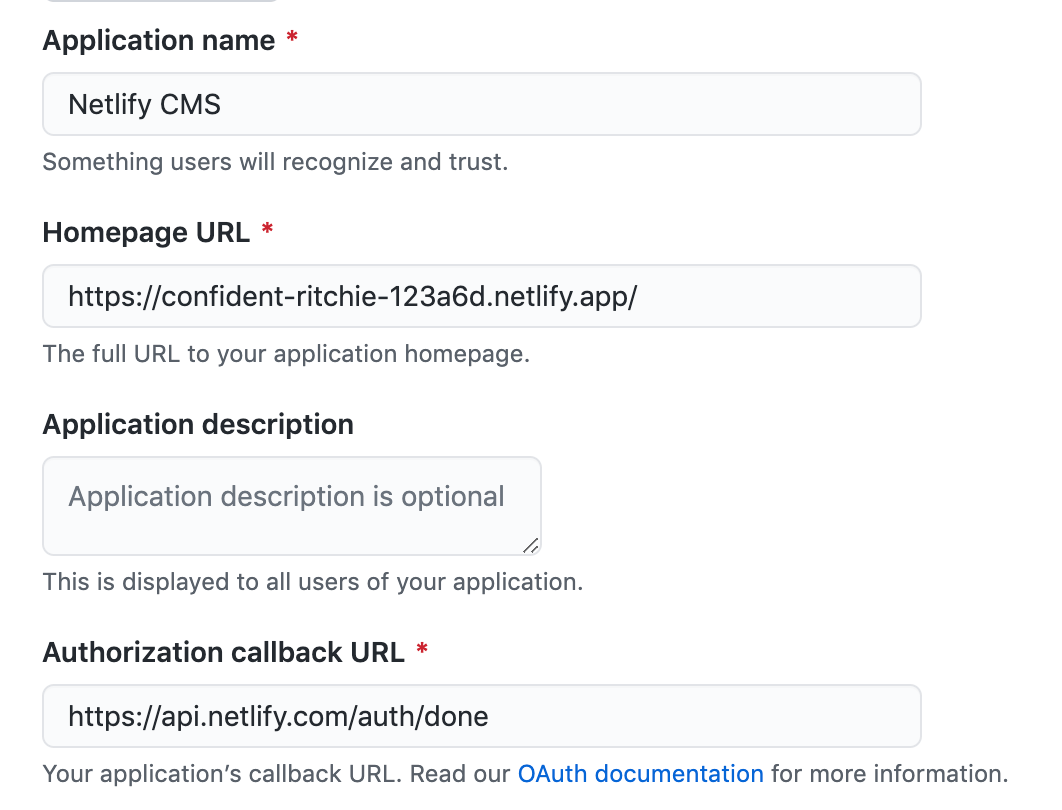 Application name *
Netlify CMS
Something users will recognize and trust.
Homepage URL *
https://confident-ritchie-123a6d.netlify.app/
The full URL to your application homepage.
Application description
Application description is optional
This is displayed to all users of your application.
Authorization callback URL *
https://api.netlify.com/auth/done
Your application’s callback URL. Read our OAuth documentation for more information.